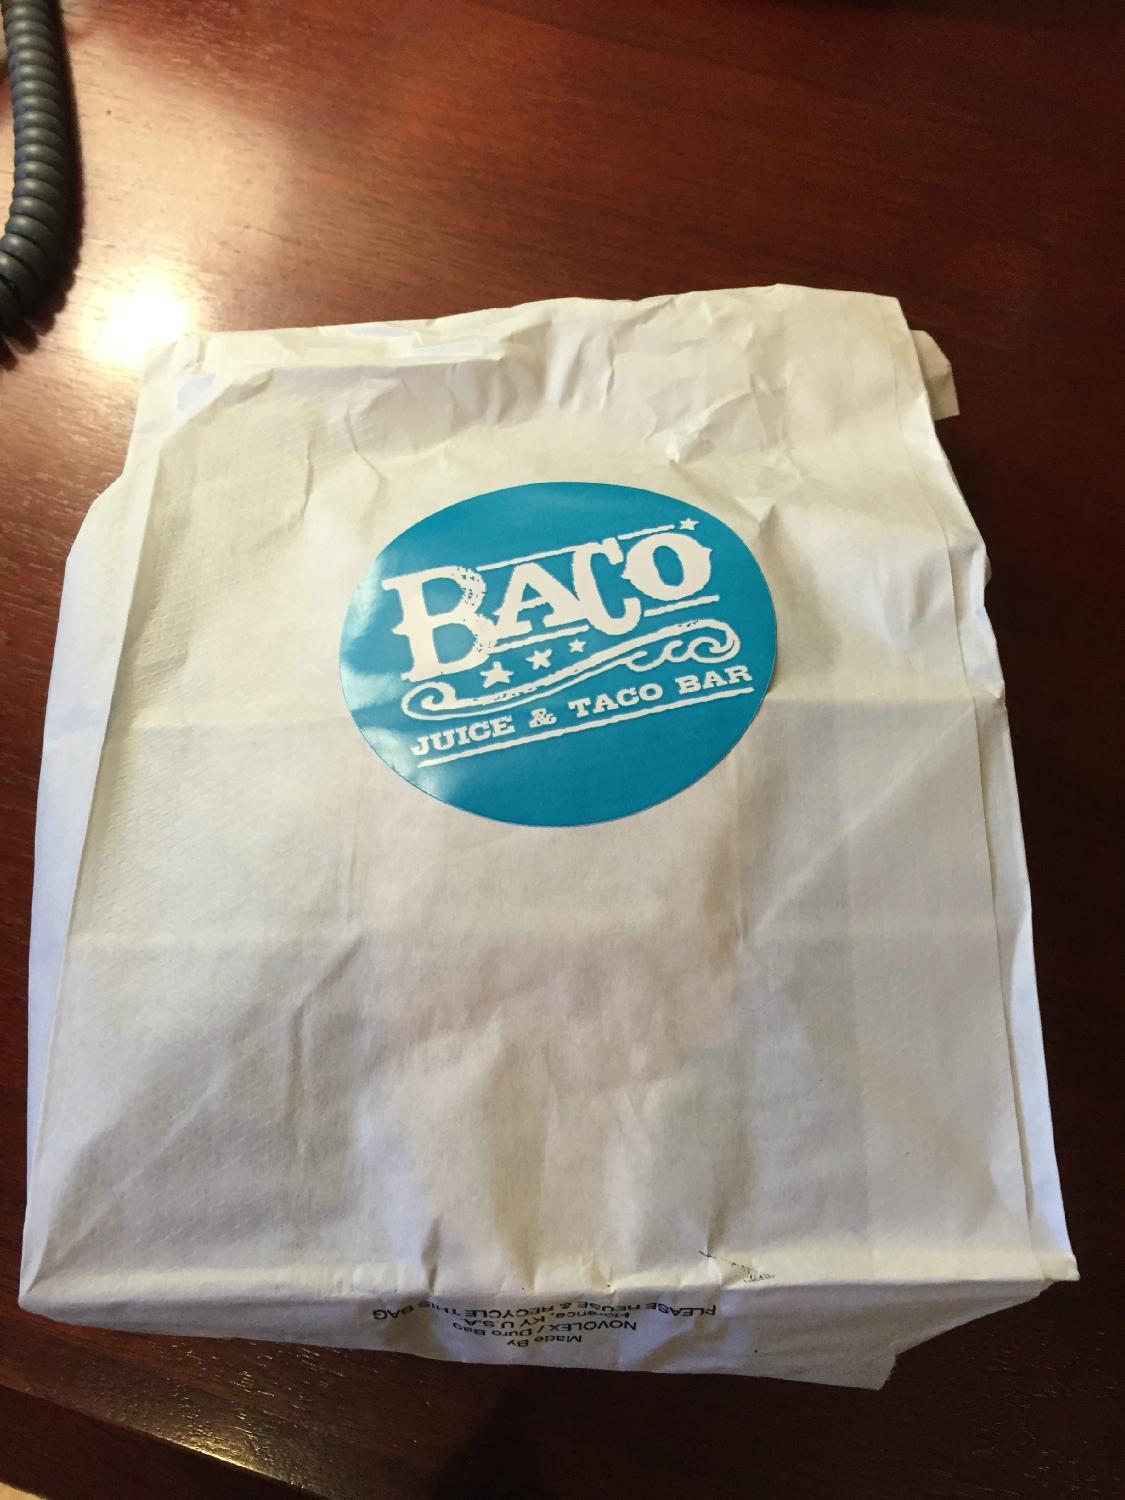 BACO
JUICE & TACO BAR
Made By
NOVOLEX / Duro Bag
Florence, KY U.S.A.
PLEASE REUSE & RECYCLE THIS BAG